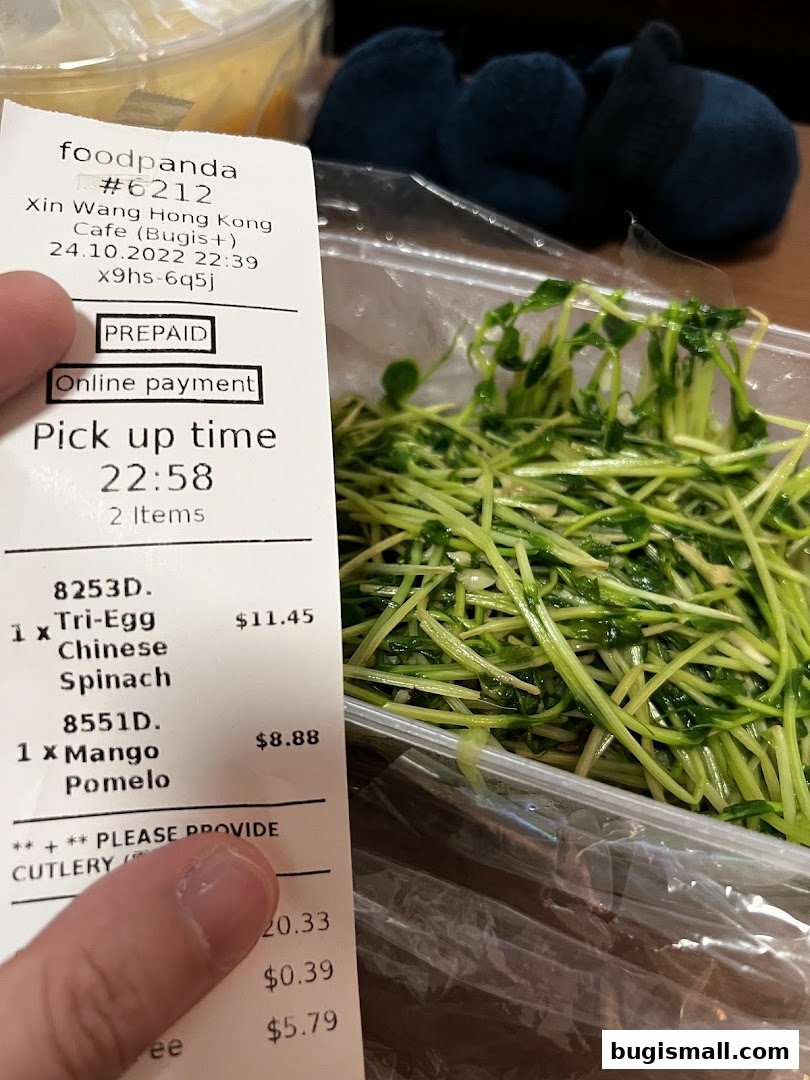 foodpanda
#6212
Xin Wang Hong Kong
Cafe (Bugis+)
24.10.2022 22:39
x9hs-6q5j
PREPAID
Online payment
Pick up time
22:58
2 Items
8253D.
1 x Tri-Egg $11.45
Chinese
Spinach
8551D.
1 x Mango $8.88
Pomelo
** + ** PLEASE PROVIDE
CUTLERY
20.33
$0.39
$5.79
bugismall.com